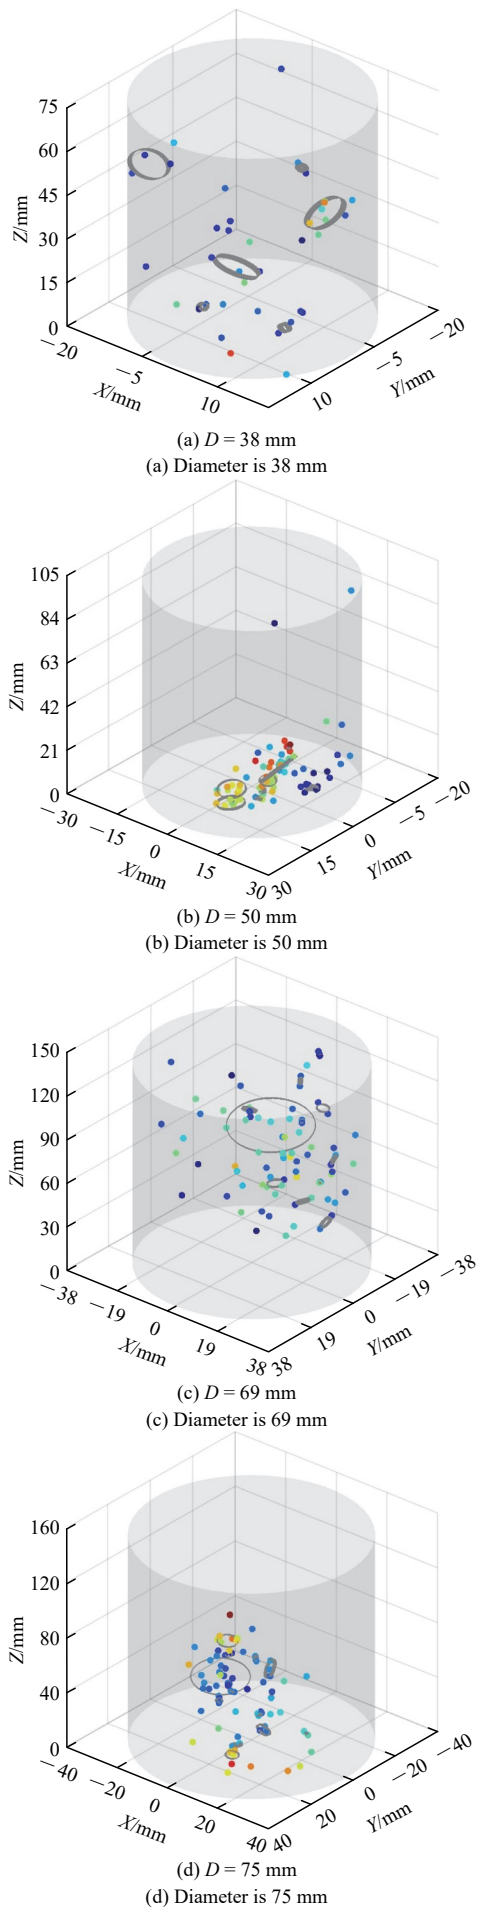 75
60
45
30
15
0
Z/mm
−20
−5
10
X/mm
10
−5
−20
Y/mm
(a) D = 38 mm
(a) Diameter is 38 mm
105
84
63
42
21
0
Z/mm
−30
−15
0
15
30
X/mm
30
15
0
−5
−20
Y/mm
(b) D = 50 mm
(b) Diameter is 50 mm
150
120
90
60
30
0
Z/mm
−38
−19
0
19
38
X/mm
38
19
0
−19
−38
Y/mm
(c) D = 69 mm
(c) Diameter is 69 mm
160
120
80
40
0
Z/mm
−40
−20
0
20
40
X/mm
40
20
0
−20
−40
Y/mm
(d) D = 75 mm
(d) Diameter is 75 mm